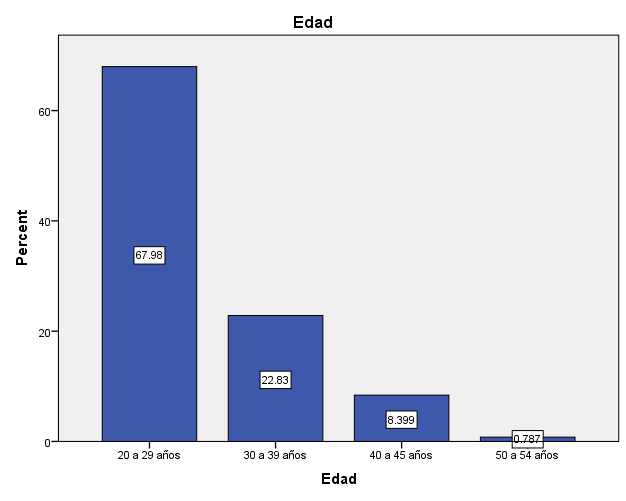 Edad
Percent
60
40
20
0
67.98
22.83
8.399
0.787
20 a 29 años
30 a 39 años
40 a 45 años
50 a 54 años
Edad